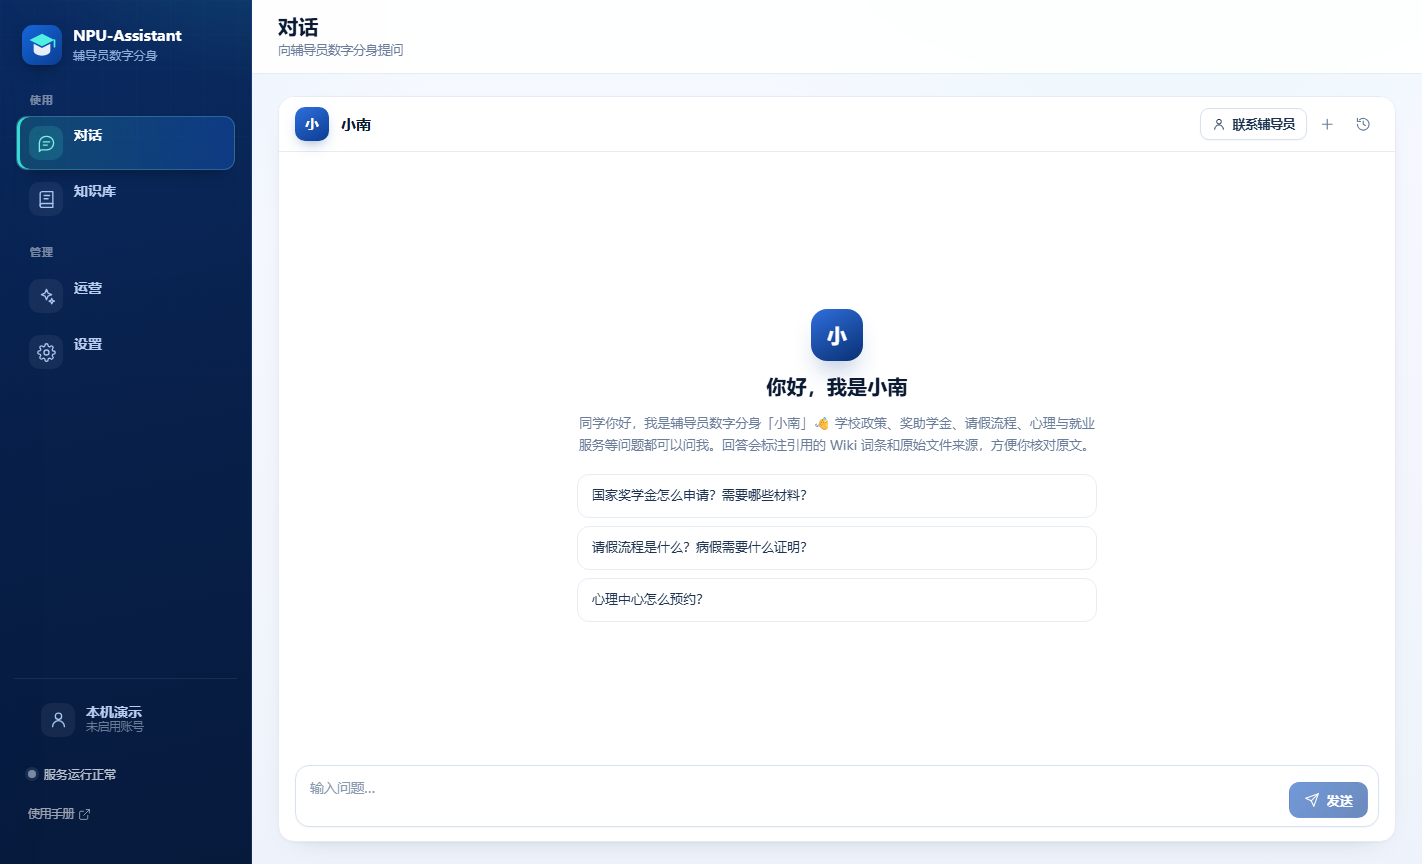 NPU-Assistant
辅导员数字分身
使用
对话
知识库
管理
运营
设置
本机演示
未启用账号
服务运行正常
使用手册
对话
向辅导员数字分身提问
小
小南
联系辅导员
小
你好，我是小南
同学你好，我是辅导员数字分身「小南」👋 学校政策、奖助学金、请假流程、心理与就业
服务等问题都可以问我。回答会标注引用的 Wiki 词条和原始文件来源，方便你核对原文。
国家奖学金怎么申请？需要哪些材料？
请假流程是什么？病假需要什么证明？
心理中心怎么预约？
输入问题...
发送